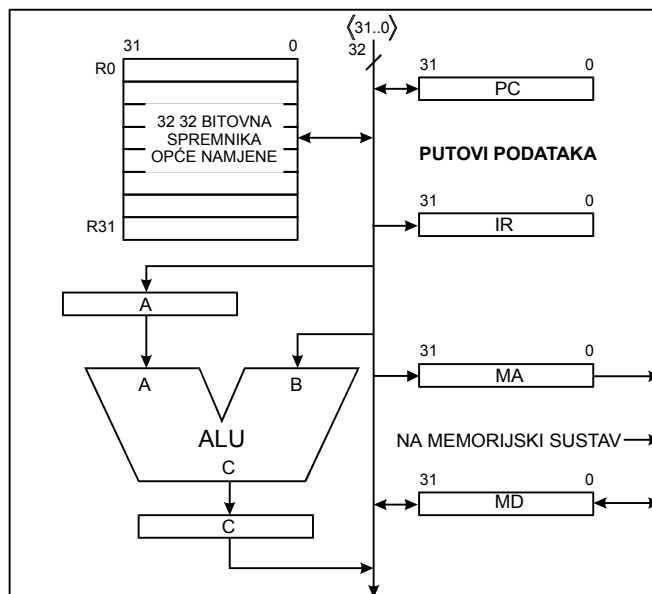 ⟨31..0⟩
31 0
32
31 0
R0
PC
32 32 BITOVNA
SPREMNIKA
OPĆE NAMJENE
PUTOVI PODATAKA
31 0
R31
IR
A
31 0
A B
MA
ALU
NA MEMORIJSKI SUSTAV
C
31 0
MD
C